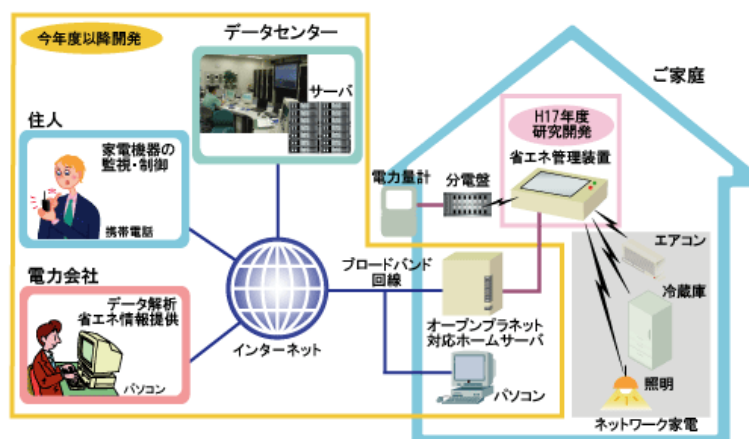 今年度以降開発
データセンター
サーバ
住人
家電機器の
監視・制御
携帯電話
電力会社
データ解析
省エネ情報提供
パソコン
インターネット
ブロードバンド
回線
ご家庭
H17年度
研究開発
省エネ管理装置
電力量計
分電盤
エアコン
冷蔵庫
照明
ネットワーク家電
オープンプラネット
対応ホームサーバ
パソコン